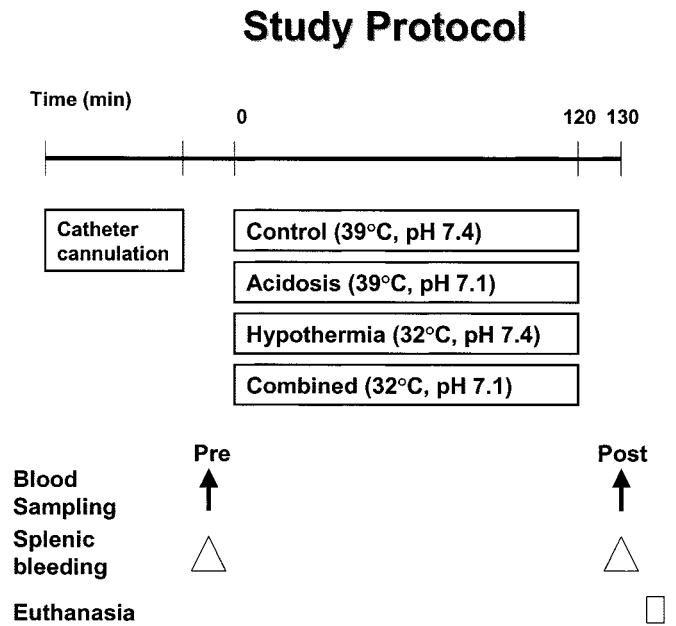 Study Protocol
Time (min)
0
120 130
Catheter
cannulation
Control (39°C, pH 7.4)
Acidosis (39°C, pH 7.1)
Hypothermia (32°C, pH 7.4)
Combined (32°C, pH 7.1)
Pre
Post
Blood
Sampling
Splenic
bleeding
Euthanasia